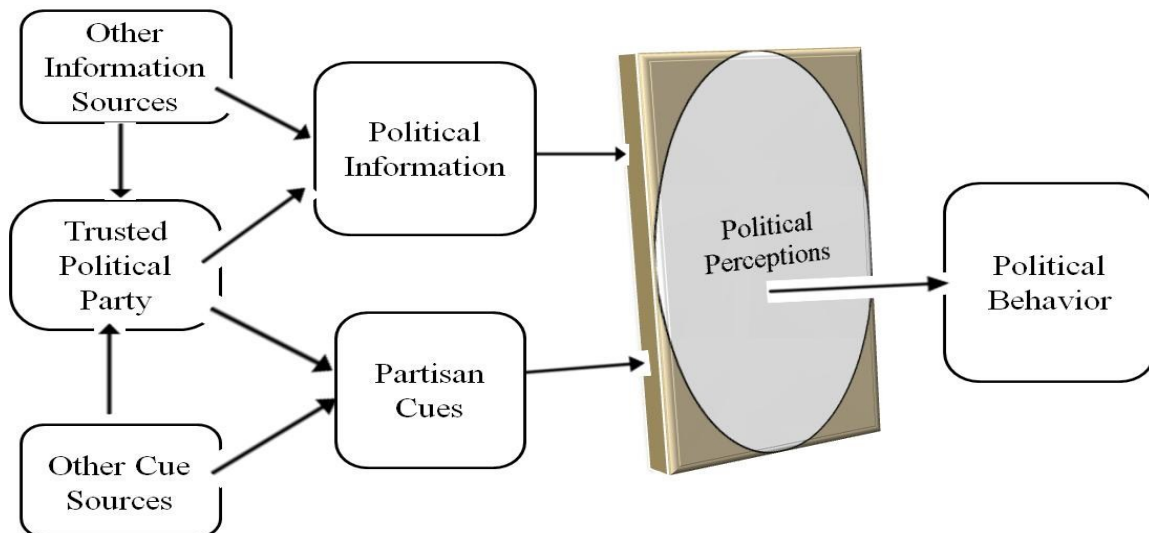 Other
Information
Sources
Political
Information
Trusted
Political
Party
Political
Perceptions
Political
Behavior
Partisan
Cues
Other Cue
Sources